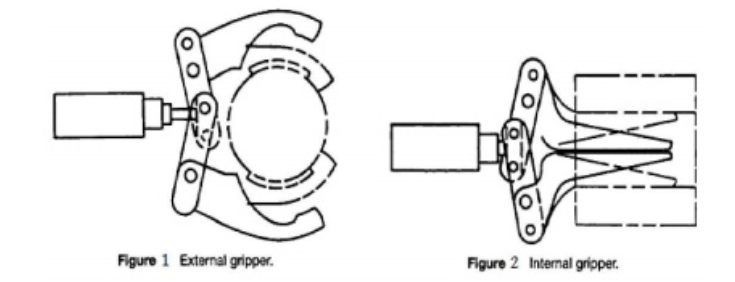 Figure 1 External gripper.
Figure 2 Internal gripper.